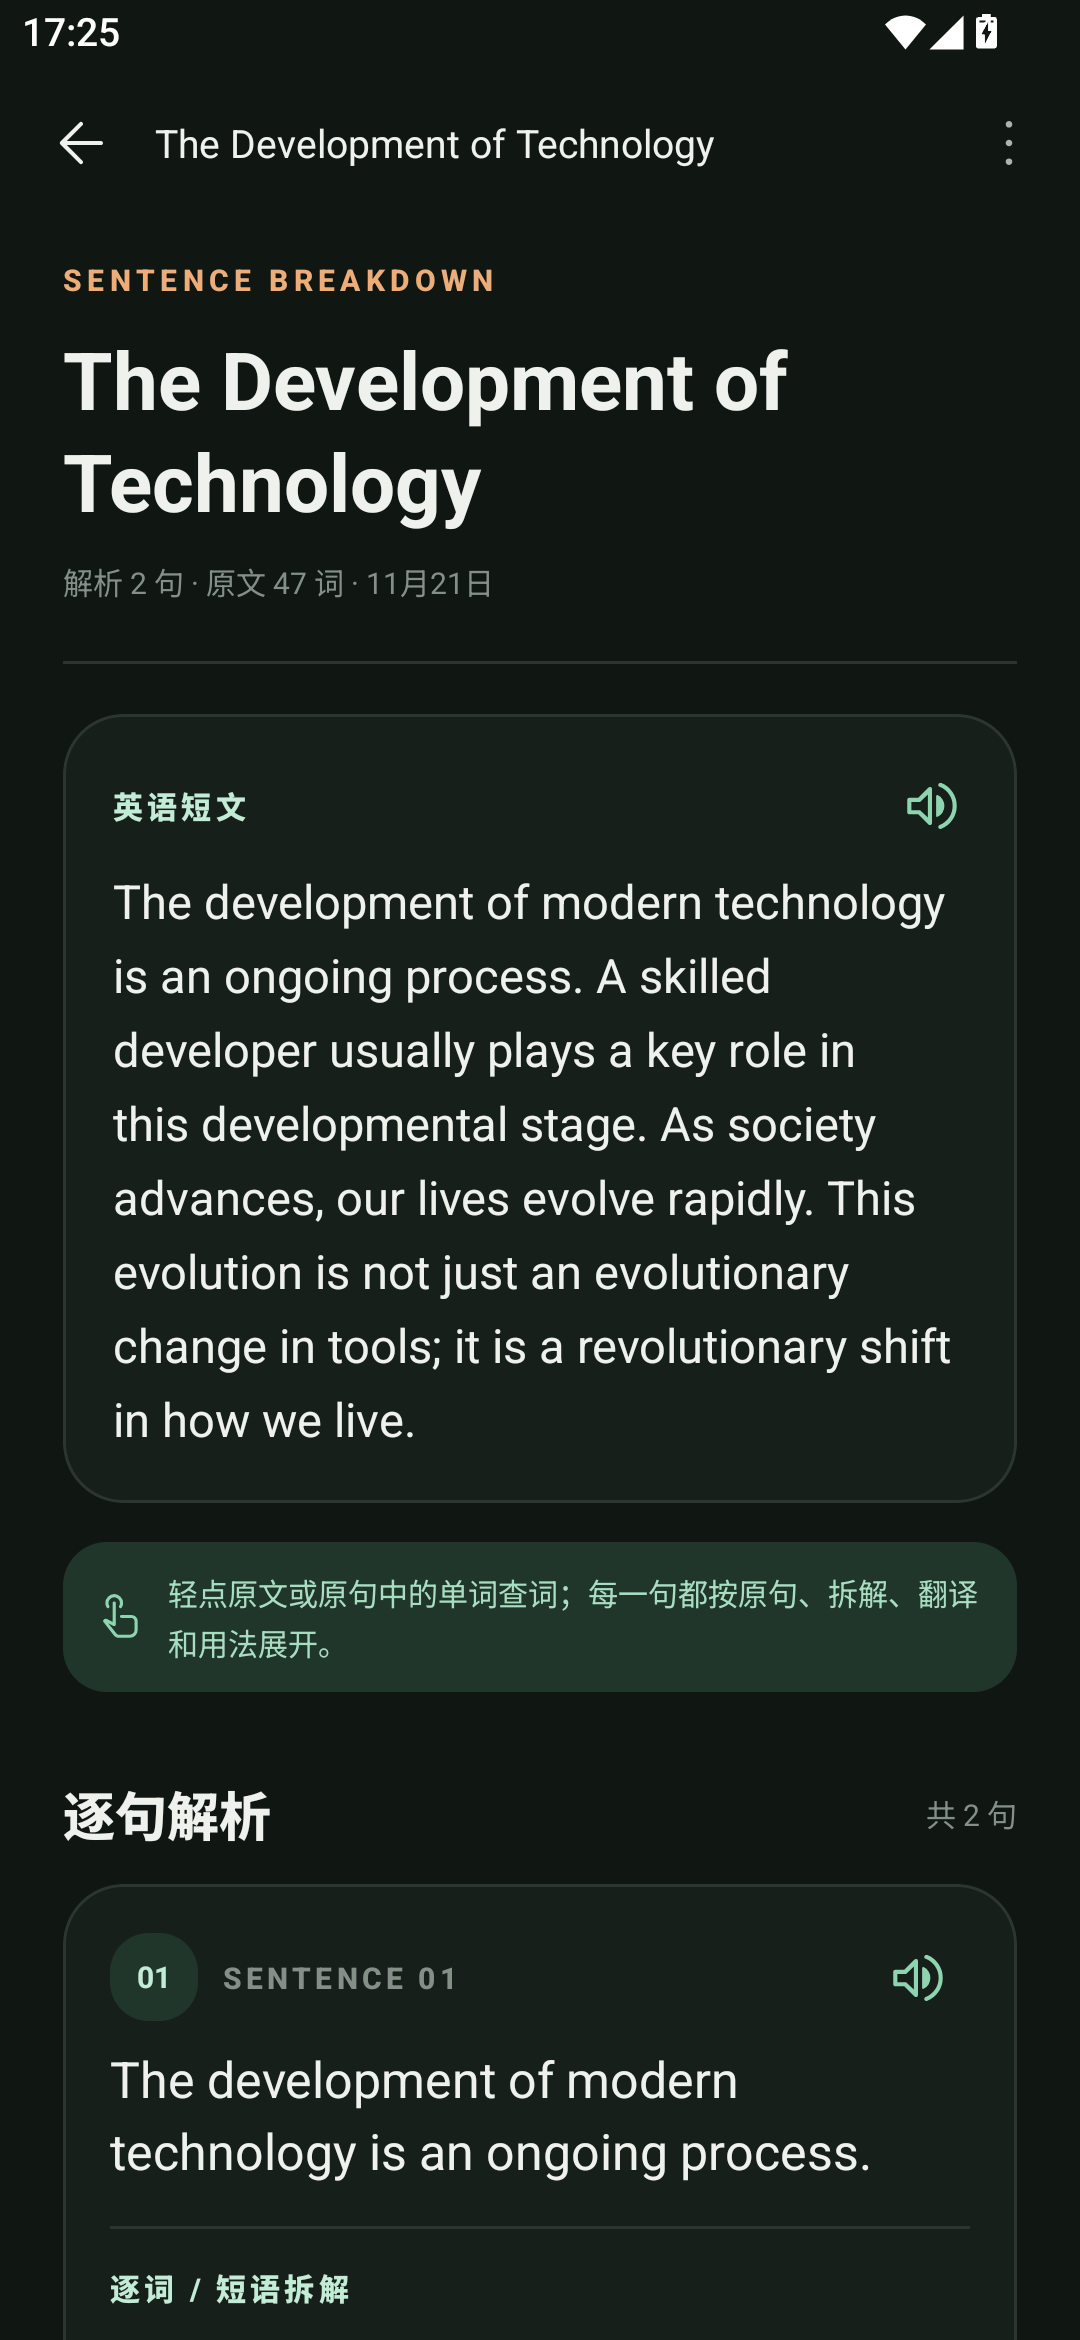 17:25
The Development of Technology
SENTENCE BREAKDOWN
The Development of
Technology
解析 2 句 · 原文 47 词 · 11月21日
英语短文
The development of modern technology
is an ongoing process. A skilled
developer usually plays a key role in
this developmental stage. As society
advances, our lives evolve rapidly. This
evolution is not just an evolutionary
change in tools; it is a revolutionary shift
in how we live.
轻点原文或原句中的单词查词；每一句都按原句、拆解、翻译
和用法展开。
逐句解析
共 2 句
01
SENTENCE 01
The development of modern
technology is an ongoing process.
逐词 / 短语拆解